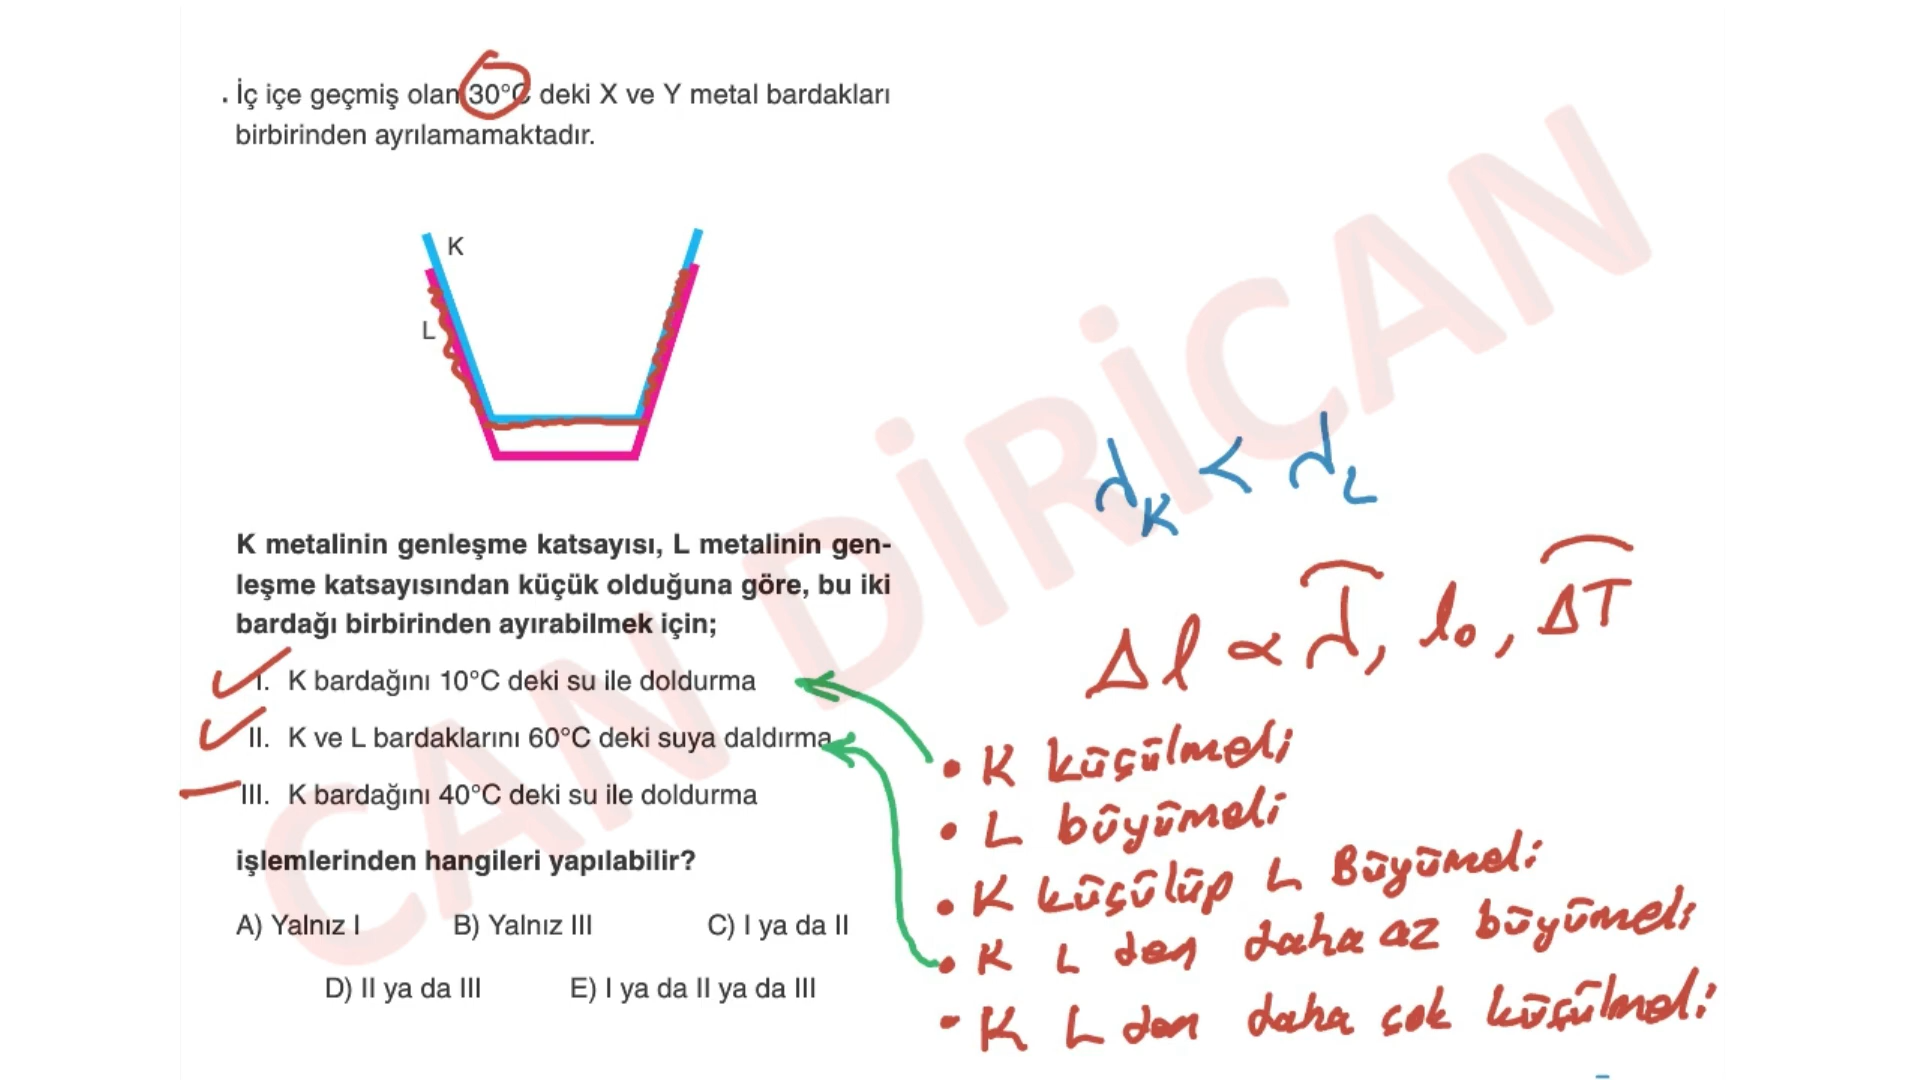 . İç içe geçmiş olan 30°C deki X ve Y metal bardakları
birbirinden ayrılamamaktadır.
K
L
K metalinin genleşme katsayısı, L metalinin gen-
leşme katsayısından küçük olduğuna göre, bu iki
bardağı birbirinden ayırabilmek için;
I. K bardağını 10°C deki su ile doldurma
II. K ve L bardaklarını 60°C deki suya daldırma
III. K bardağını 40°C deki su ile doldurma
işlemlerinden hangileri yapılabilir?
A) Yalnız I B) Yalnız III C) I ya da II
D) II ya da III E) I ya da II ya da III
λK < λL
Δl ∝ λ, l₀, ΔT
• K küçülmeli
• L büyümeli
• K küçülüp L Büyümeli
• K L den daha az büyümeli
• K L den daha çok küçülmeli
CAN DİRİCAN